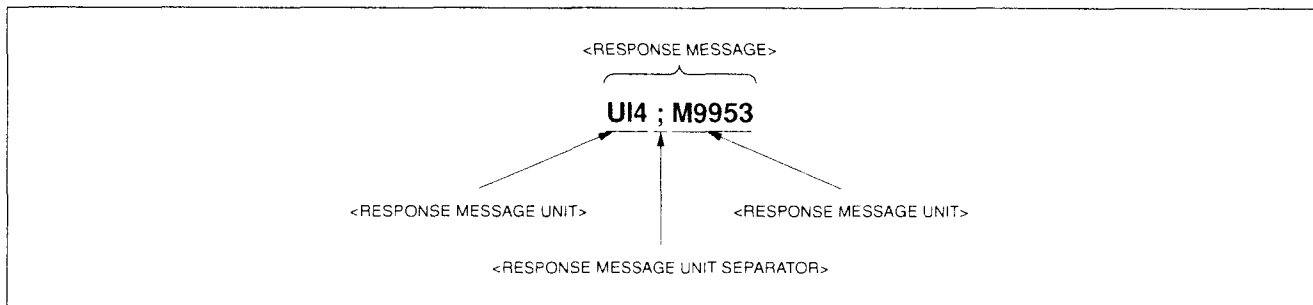 <RESPONSE MESSAGE>
UI4 ; M9953
<RESPONSE MESSAGE UNIT> <RESPONSE MESSAGE UNIT>
<RESPONSE MESSAGE UNIT SEPARATOR>